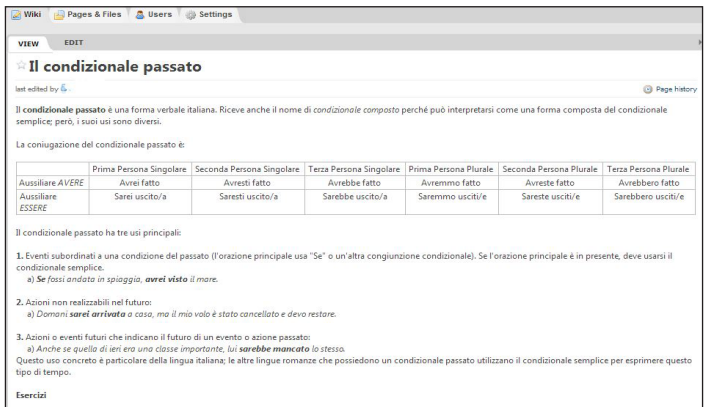 Wiki Pages & Files Users Settings
VIEW EDIT
Il condizionale passato
last edited by
Page history
Il condizionale passato è una forma verbale italiana. Riceve anche il nome di condizionale composto perché può interpretarsi come una forma composta del condizionale
semplice; però, i suoi usi sono diversi.
La coniugazione del condizionale passato è:
Prima Persona Singolare Seconda Persona Singolare Terza Persona Singolare Prima Persona Plurale Seconda Persona Plurale Terza Persona Plurale
Aussiliare AVERE Avrei fatto Avresti fatto Avrebbe fatto Avremmo fatto Avreste fatto Avrebbero fatto
Aussiliare Sarei uscito/a Saresti uscito/a Sarebbe uscito/a Saremmo usciti/e Sareste usciti/e Sarebbero usciti/e
ESSERE
Il condizionale passato ha tre usi principali:
1. Eventi subordinati a una condizione del passato (l'orazione principale usa "Se" o un'altra congiunzione condizionale). Se l'orazione principale è in presente, deve usarsi il
condizionale semplice.
a) Se fossi andata in spiaggia, avrei visto il mare.
2. Azioni non realizzabili nel futuro:
a) Domani sarei arrivata a casa, ma il mio volo è stato cancellato e devo restare.
3. Azioni o eventi futuri che indicano il futuro di un evento o azione passato:
a) Anche se quella di ieri era una classe importante, lui sarebbe mancato lo stesso.
Questo uso concreto è particolare della lingua italiana; le altre lingue romanze che possiedono un condizionale passato utilizzano il condizionale semplice per esprimere questo
tipo di tempo.
Esercizi